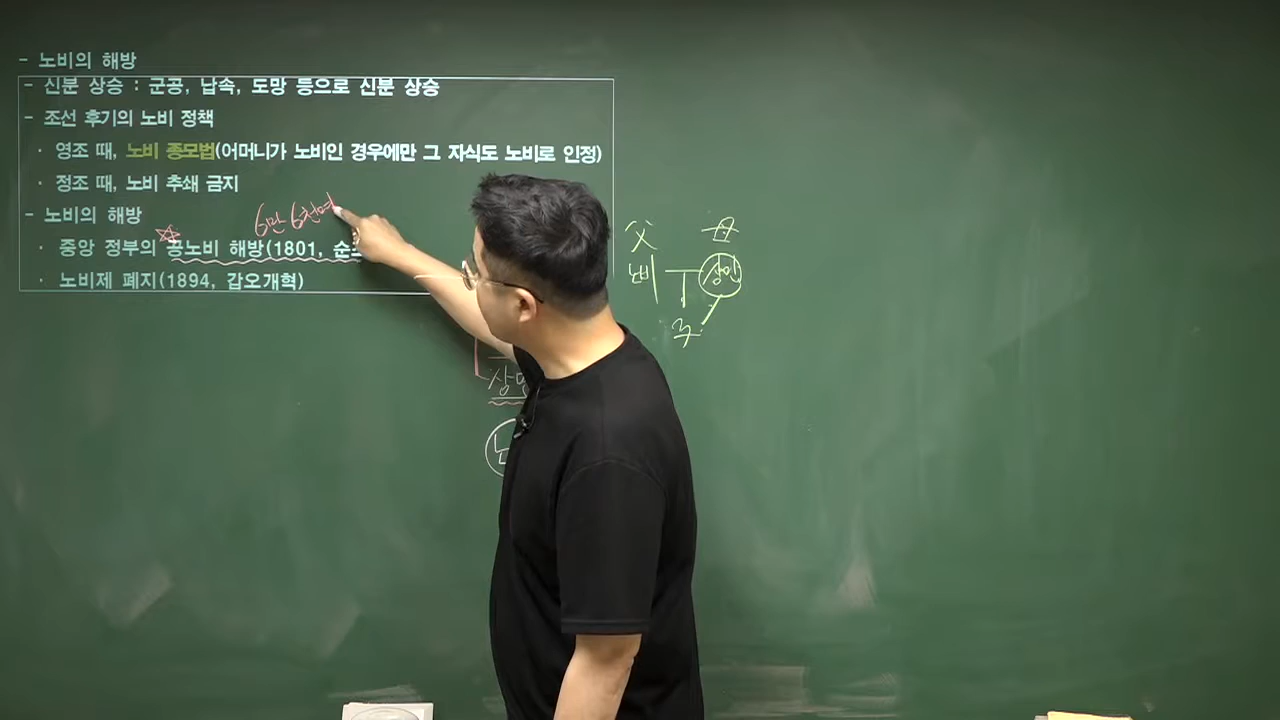 - 노비의 해방
- 신분 상승 : 군공, 납속, 도망 등으로 신분 상승
- 조선 후기의 노비 정책
· 영조 때, 노비 종모법(어머니가 노비인 경우에만 그 자식도 노비로 인정)
· 정조 때, 노비 추쇄 금지
- 노비의 해방
6만 6천여
· 중앙 정부의 공노비 해방(1801,
· 노비제 폐지(1894, 갑오개혁)
父 母
노비 상민